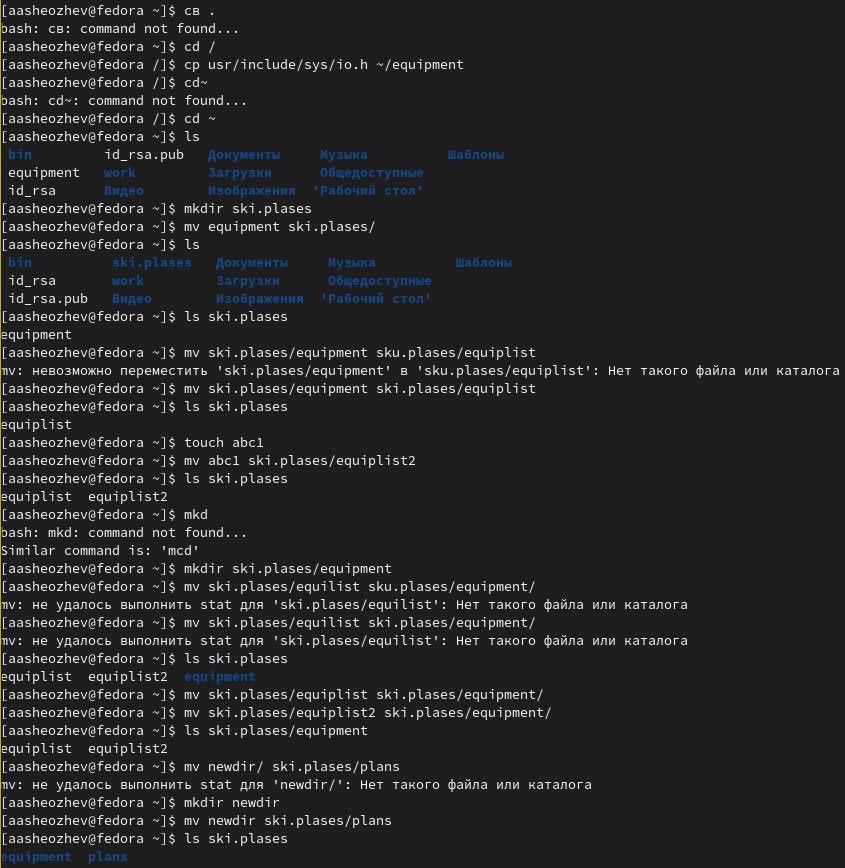 [aasheozhev@fedora ~]$ св .
bash: св: command not found...
[aasheozhev@fedora ~]$ cd /
[aasheozhev@fedora /]$ cp usr/include/sys/io.h ~/equipment
[aasheozhev@fedora /]$ cd~
bash: cd~: command not found...
[aasheozhev@fedora /]$ cd ~
[aasheozhev@fedora ~]$ ls
bin id_rsa.pub Документы Музыка Шаблоны
equipment work Загрузки Общедоступные
id_rsa Видео Изображения 'Рабочий стол'
[aasheozhev@fedora ~]$ mkdir ski.plases
[aasheozhev@fedora ~]$ mv equipment ski.plases/
[aasheozhev@fedora ~]$ ls
bin ski.plases Документы Музыка Шаблоны
id_rsa work Загрузки Общедоступные
id_rsa.pub Видео Изображения 'Рабочий стол'
[aasheozhev@fedora ~]$ ls ski.plases
equipment
[aasheozhev@fedora ~]$ mv ski.plases/equipment sku.plases/equiplist
mv: невозможно переместить 'ski.plases/equipment' в 'sku.plases/equiplist': Нет такого файла или каталога
[aasheozhev@fedora ~]$ mv ski.plases/equipment ski.plases/equiplist
[aasheozhev@fedora ~]$ ls ski.plases
equiplist
[aasheozhev@fedora ~]$ touch abc1
[aasheozhev@fedora ~]$ mv abc1 ski.plases/equiplist2
[aasheozhev@fedora ~]$ ls ski.plases
equiplist equiplist2
[aasheozhev@fedora ~]$ mkd
bash: mkd: command not found...
Similar command is: 'mcd'
[aasheozhev@fedora ~]$ mkdir ski.plases/equipment
[aasheozhev@fedora ~]$ mv ski.plases/equilist sku.plases/equipment/
mv: не удалось выполнить stat для 'ski.plases/equilist': Нет такого файла или каталога
[aasheozhev@fedora ~]$ mv ski.plases/equilist ski.plases/equipment/
mv: не удалось выполнить stat для 'ski.plases/equilist': Нет такого файла или каталога
[aasheozhev@fedora ~]$ ls ski.plases
equiplist equiplist2 equipment
[aasheozhev@fedora ~]$ mv ski.plases/equiplist ski.plases/equipment/
[aasheozhev@fedora ~]$ mv ski.plases/equiplist2 ski.plases/equipment/
[aasheozhev@fedora ~]$ ls ski.plases/equipment
equiplist equiplist2
[aasheozhev@fedora ~]$ mv newdir/ ski.plases/plans
mv: не удалось выполнить stat для 'newdir/': Нет такого файла или каталога
[aasheozhev@fedora ~]$ mkdir newdir
[aasheozhev@fedora ~]$ mv newdir ski.plases/plans
[aasheozhev@fedora ~]$ ls ski.plases
equipment plans